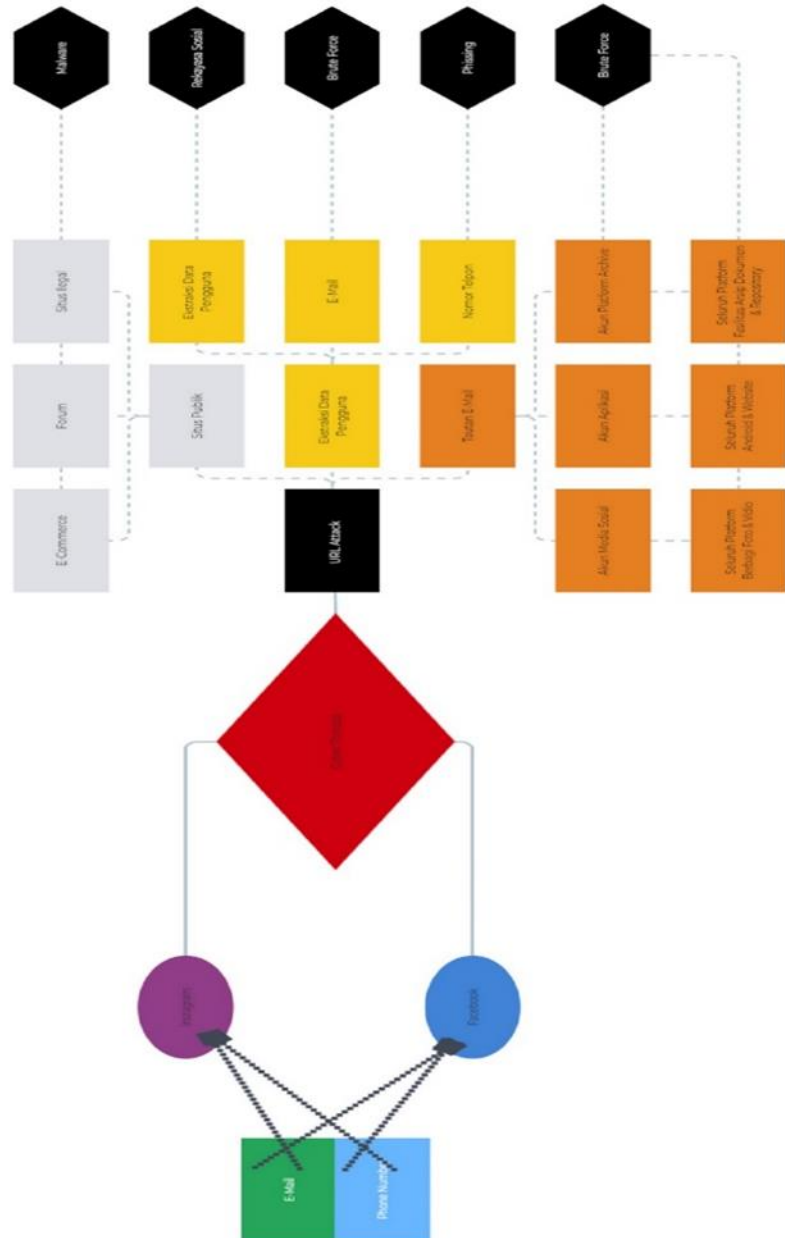 E-Commerce
Forum
Situs Ilegal
Malware
Instagram
Situs Publik
Ekstraksi Data
Pengguna
Rekayasa Sosial
E-Mail
URL Attack
Ekstraksi Data
Pengguna
E-Mail
Brute Force
Phone Number
Facebook
Tautan E-Mail
Nomor Telpon
Phissing
Akun Media Sosial
Akun Aplikasi
Akun Platform Archive
Brute Force
Seluruh Platform
Berbagi Foto & Vidio
Seluruh Platform
Android & Website
Seluruh Platform
Fasilitas Arsip Dokumen
& Repository